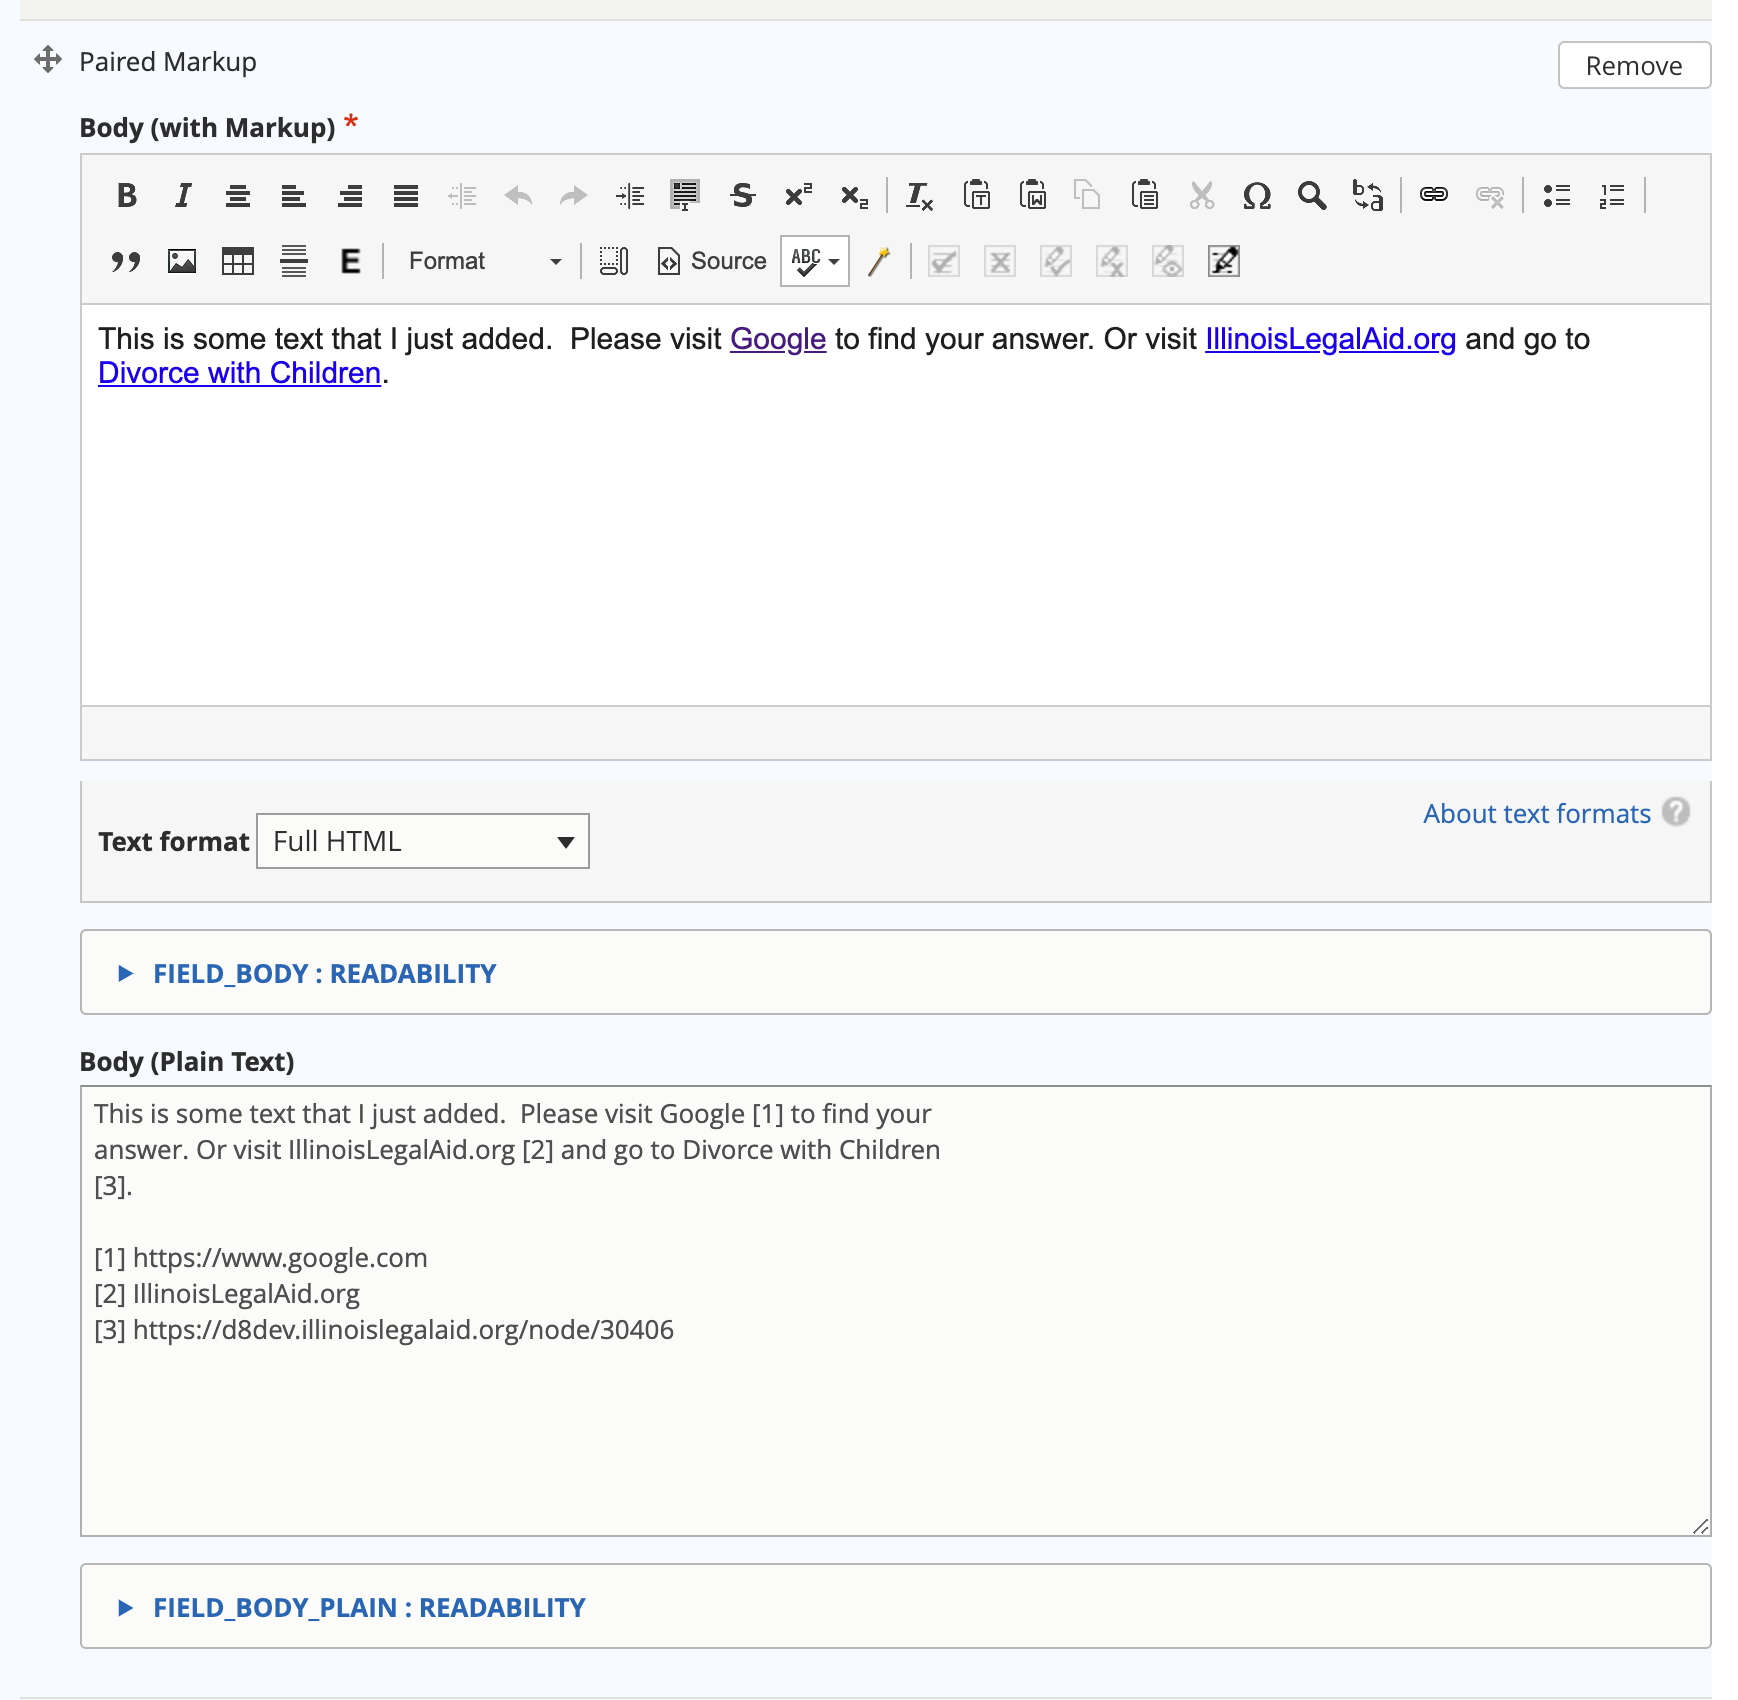 Paired Markup
Remove
Body (with Markup) *
B I S x² x₂ Tx T W Ω b a
E Format Source ABC
This is some text that I just added.  Please visit Google to find your answer. Or visit IllinoisLegalAid.org and go to
Divorce with Children.
About text formats ?
Text format Full HTML
FIELD_BODY : READABILITY
Body (Plain Text)
This is some text that I just added.  Please visit Google [1] to find your
answer. Or visit IllinoisLegalAid.org [2] and go to Divorce with Children
[3].

[1] https://www.google.com
[2] IllinoisLegalAid.org
[3] https://d8dev.illinoislegalaid.org/node/30406
FIELD_BODY_PLAIN : READABILITY